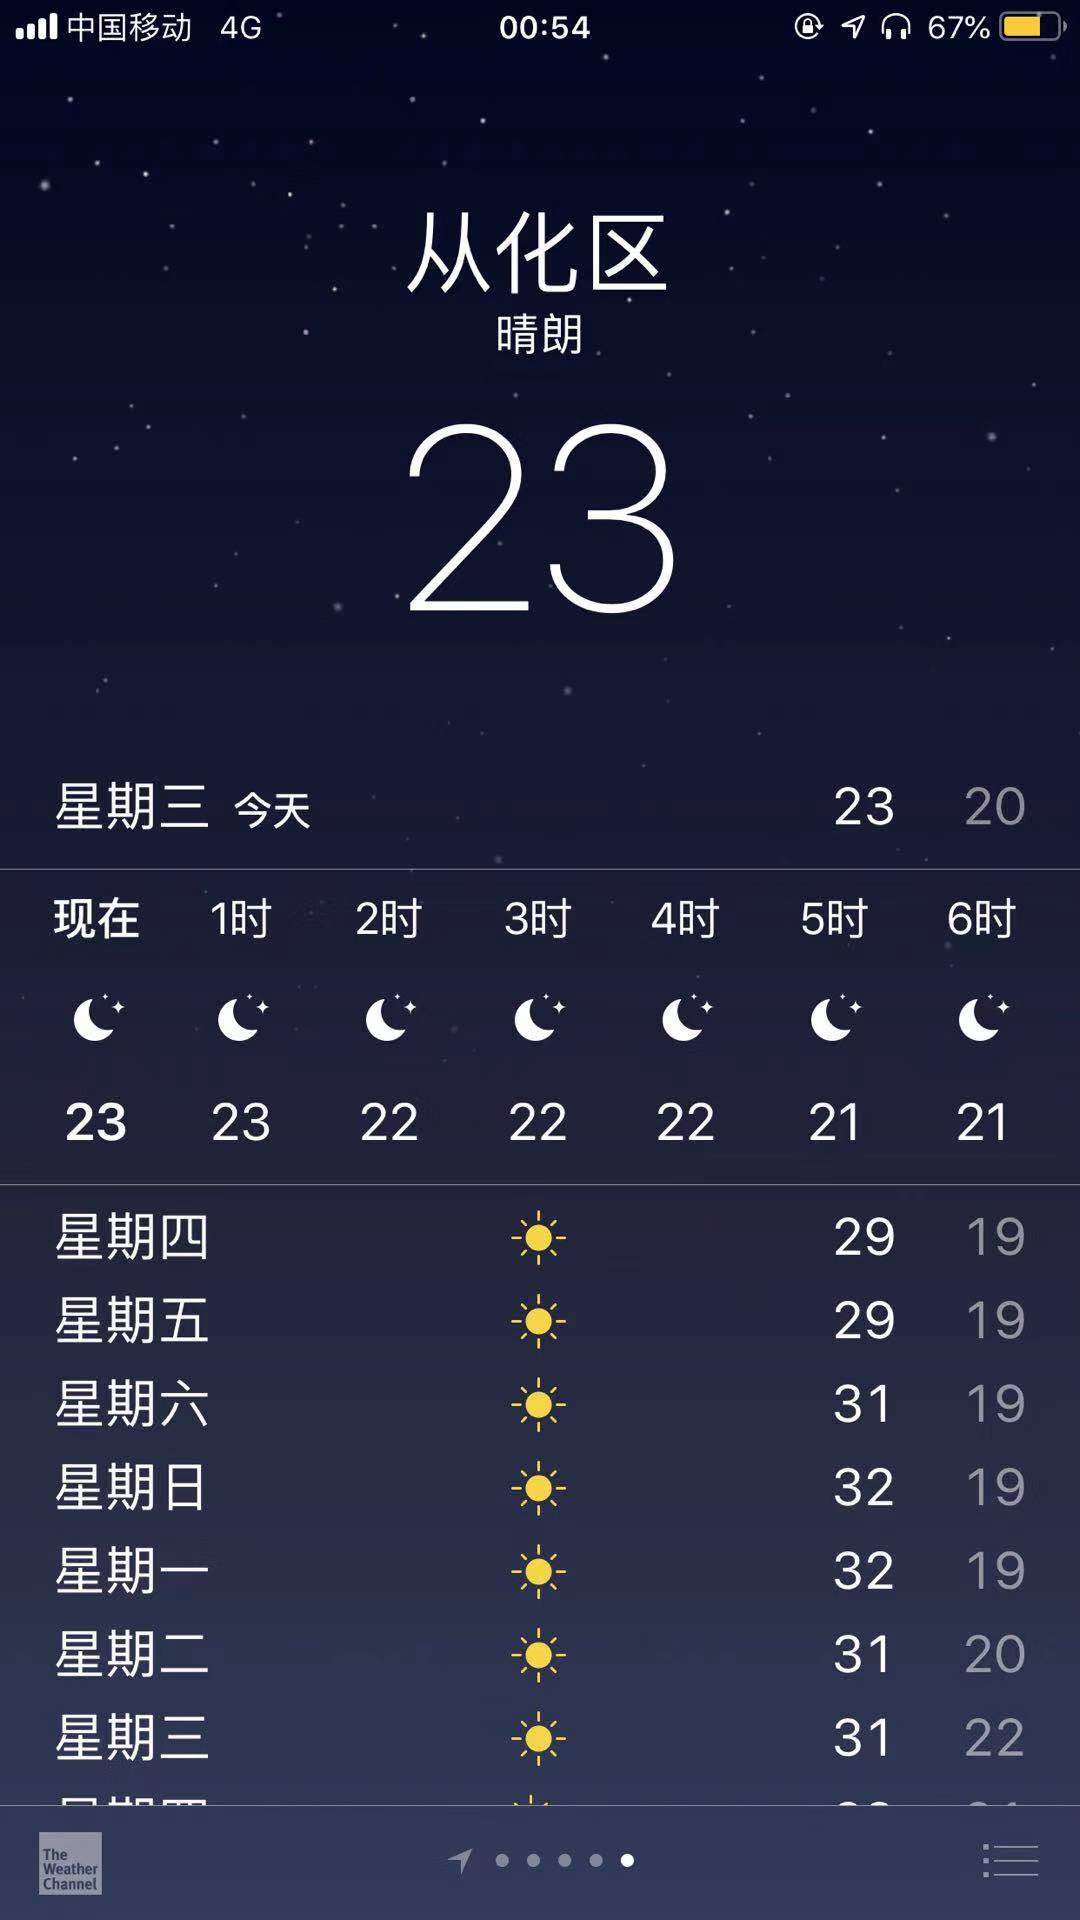 中国移动 4G 00:54 67%
从化区
晴朗
23
星期三 今天 23 20
现在 1时 2时 3时 4时 5时 6时
23 23 22 22 22 21 21
星期四 29 19
星期五 29 19
星期六 31 19
星期日 32 19
星期一 32 19
星期二 31 20
星期三 31 22
The
Weather
Channel